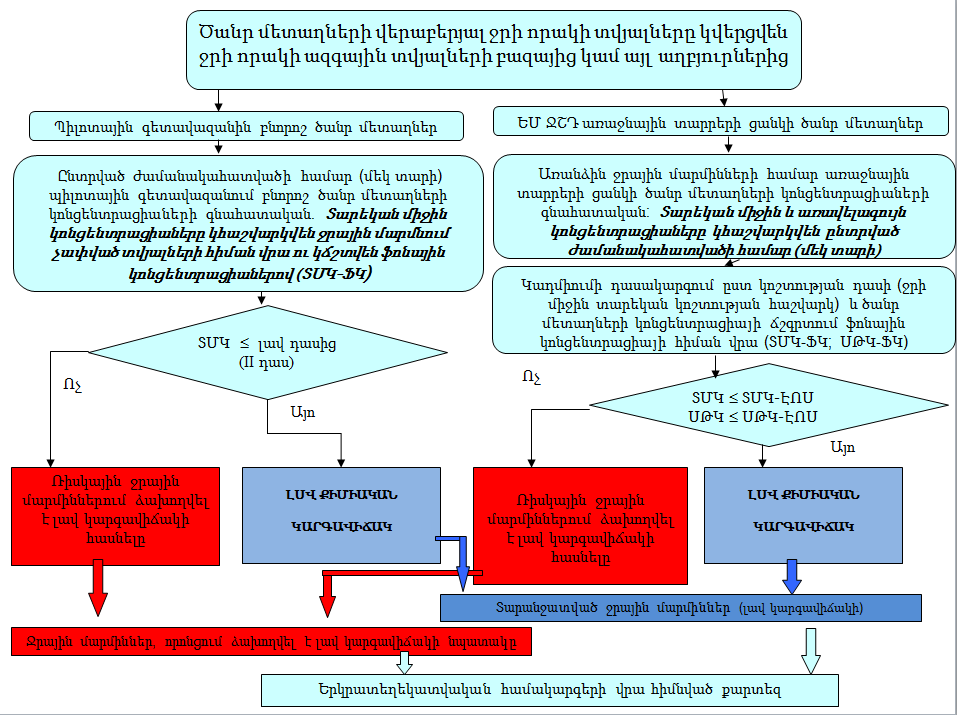 Ծանր մետաղների վերաբերյալ ջրի որակի տվյալները կվերցվեն
ջրի որակի ազգային տվյալների բազայից կամ այլ աղբյուրներից
Պիլոտային գետավազանին բնորոշ ծանր մետաղներ
ԵՄ ՋՇԴ առաջնային տարրերի ցանկի ծանր մետաղներ
Ընտրված ժամանակահատվածի համար (մեկ տարի)
պիլոտային գետավազանում բնորոշ ծանր մետաղների
կոնցենտրացիաների գնահատական. Տարեկան միջին
կոնցենտրացիաները կհաշվարկվեն ջրային մարմնում
չափված տվյալների հիման վրա ու կճշտվեն ֆոնային
կոնցենտրացիաներով (ՏՄԿ-ՖԿ)
Առանձին ջրային մարմինների համար առաջնային
տարրերի ցանկի ծանր մետաղների կոնցենտրացիաների
գնահատական: Տարեկան միջին և առավելագույն
կոնցենտրացիաները կհաշվարկվեն ընտրված
ժամանակահատվածի համար (մեկ տարի)
Կադմիումի դասակարգում ըստ կոշտության դասի (ջրի
միջին տարեկան կոշտության հաշվարկ) և ծանր
մետաղների կոնցենտրացիայի ճշգրտում ֆոնային
կոնցենտրացիայի հիման վրա (ՏՄԿ-ՖԿ; ՄԹԿ-ՖԿ)
ՏՄԿ ≤ լավ դասից
(II դաս)
Ոչ
Այո
ՏՄԿ ≤ ՏՄԿ-ԷՈՍ
ՄԹԿ ≤ ՄԹԿ-ԷՈՍ
Ոչ
Այո
Ռիսկային ջրային
մարմիններում ձախողվել
է լավ կարգավիճակի
հասնելը
ԼԱՎ ՔԻՄԻԱԿԱՆ
ԿԱՐԳԱՎԻՃԱԿ
Ռիսկային ջրային
մարմիններում ձախողվել
է լավ կարգավիճակի
հասնելը
ԼԱՎ ՔԻՄԻԱԿԱՆ
ԿԱՐԳԱՎԻՃԱԿ
Տարանջատված ջրային մարմիններ (լավ կարգավիճակի)
Ջրային մարմիններ, որոնցում ձախողվել է լավ կարգավիճակի նպատակը
Երկրատեղեկատվական համակարգերի վրա հիմնված քարտեզ